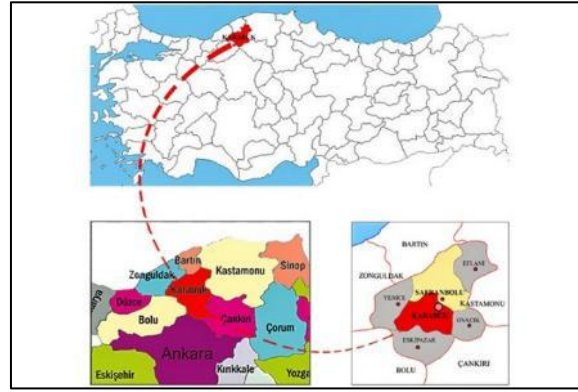 KARABÜK
Bartın
Zonguldak
Kastamonu
Sinop
Karabük
Düzce
Bolu
Çankırı
Çorum
Ankara
Kırıkkale
Eskişehir
Yozga
BARTIN
EFLANİ
ZONGULDAK
SAFRANBOLU
YENİCE
KASTAMONU
KARABÜK
OVACIK
ESKİPAZAR
ÇANKIRI
BOLU